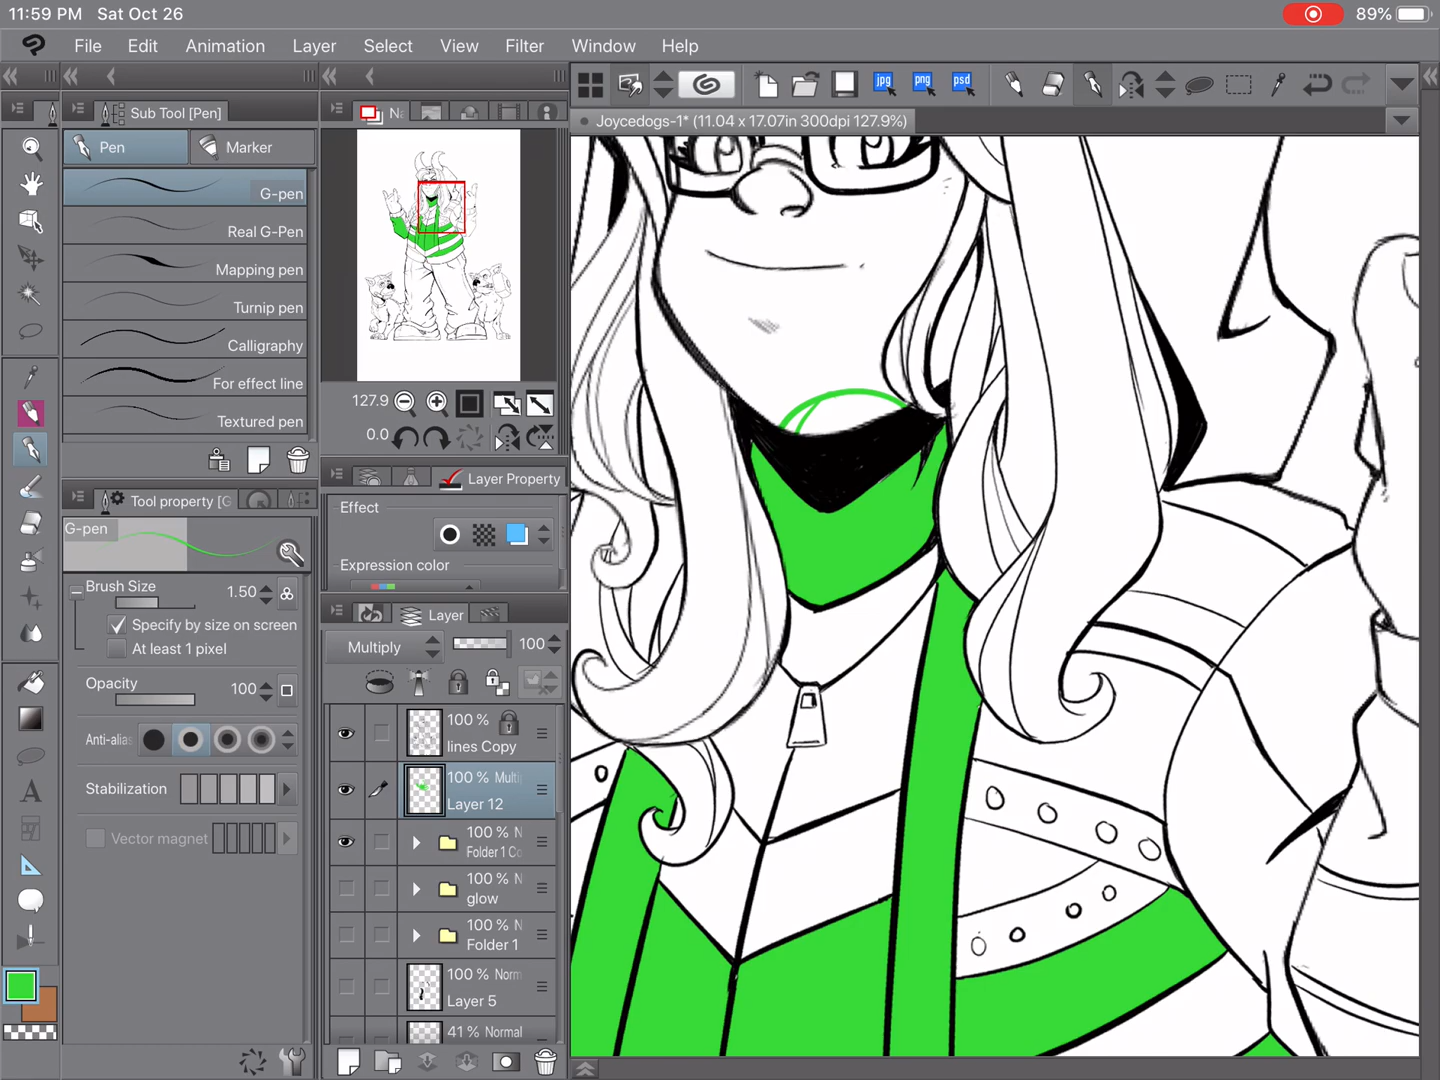 11:59 PM Sat Oct 26
89%
File Edit Animation Layer Select View Filter Window Help
Sub Tool [Pen]
jpg png psd
Joycedogs-1* (11.04 x 17.07in 300dpi 127.9%)
Pen
Marker
G-pen
Real G-Pen
Mapping pen
Turnip pen
Calligraphy
For effect line
Textured pen
127.9
0.0
Tool property [G
G-pen
Brush Size 1.50
Specify by size on screen
At least 1 pixel
Opacity 100
Anti-alias
Stabilization
Vector magnet
A
Layer Property
Effect
Expression color
Layer
Multiply 100
100 %
lines Copy
100 % Multi
Layer 12
100 % N
Folder 1 Co
100 % N
glow
100 % N
Folder 1
100 % Norm
Layer 5
41 % Normal